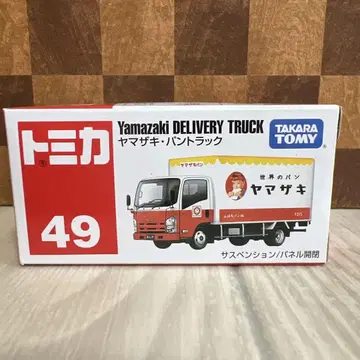 トミカ
49
Yamazaki DELIVERY TRUCK
ヤマザキ・パントラック
TAKARA TOMY
世界のパン
ヤマザキ
サスペンション/パネル開閉